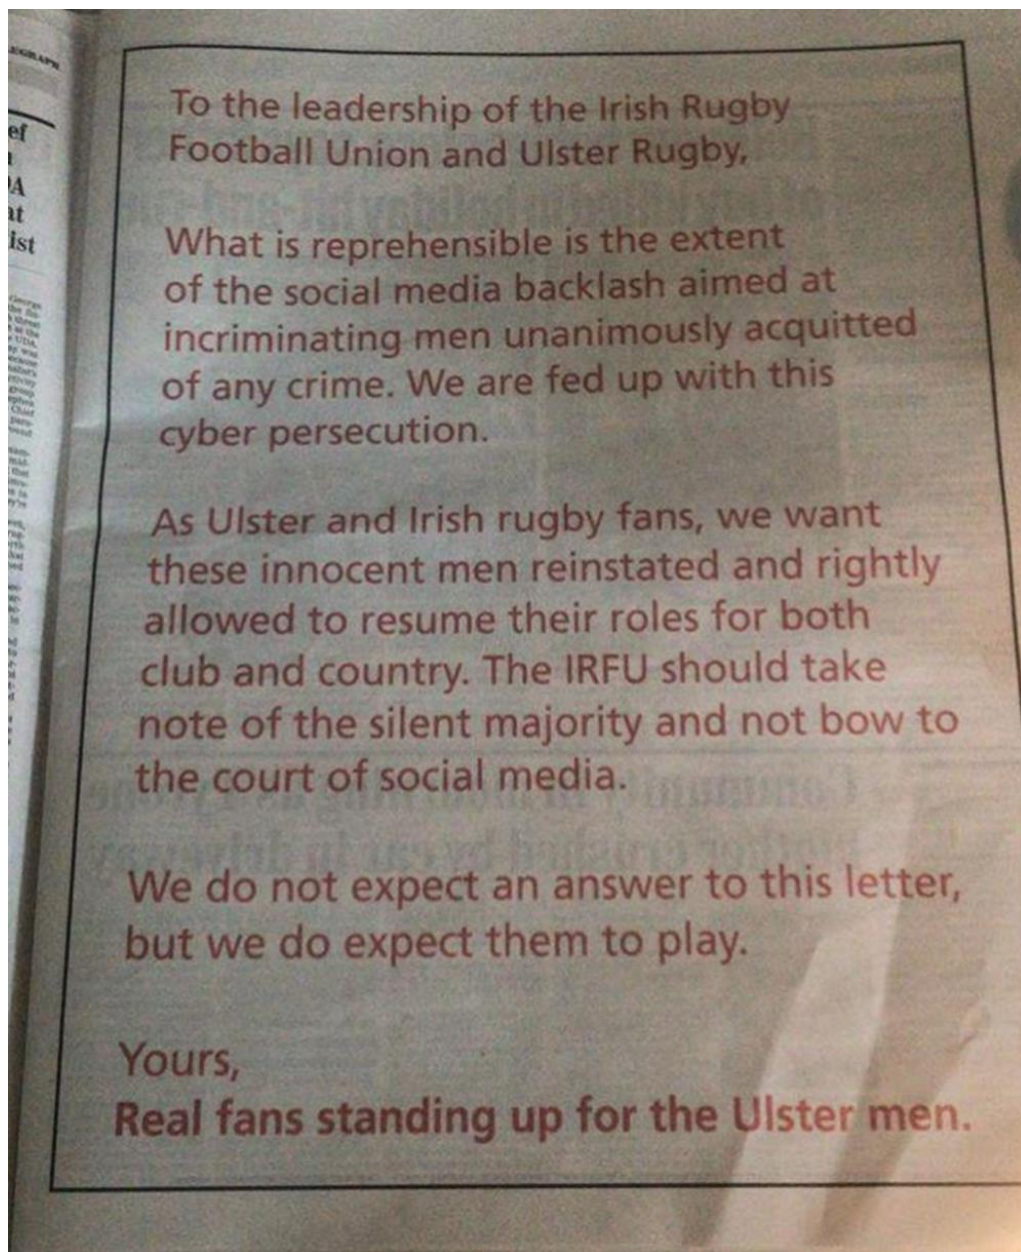 EGRAPH
ef
A
at
ist
To the leadership of the Irish Rugby
Football Union and Ulster Rugby,
What is reprehensible is the extent
of the social media backlash aimed at
incriminating men unanimously acquitted
of any crime. We are fed up with this
cyber persecution.
As Ulster and Irish rugby fans, we want
these innocent men reinstated and rightly
allowed to resume their roles for both
club and country. The IRFU should take
note of the silent majority and not bow to
the court of social media.
We do not expect an answer to this letter,
but we do expect them to play.
Yours,
Real fans standing up for the Ulster men.